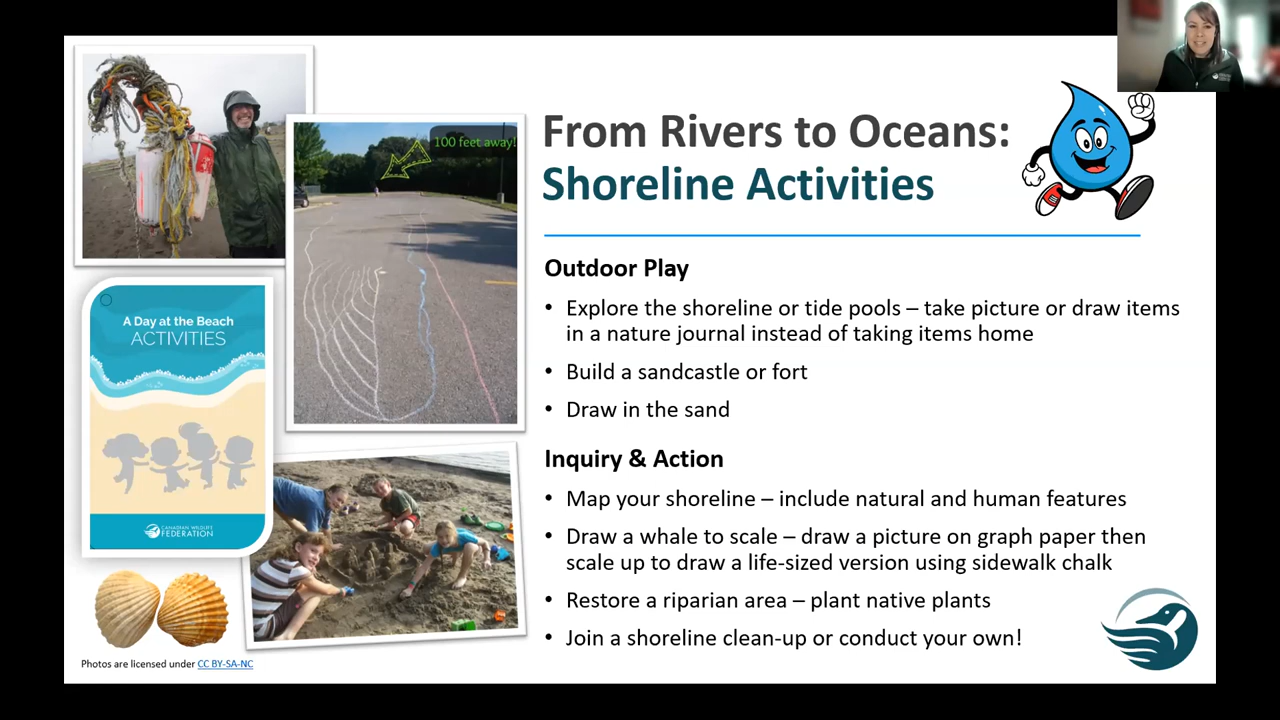 100 feet away!
From Rivers to Oceans:
Shoreline Activities
A Day at the Beach
ACTIVITIES
CANADIAN WILDLIFE
FEDERATION
Outdoor Play
• Explore the shoreline or tide pools – take picture or draw items
in a nature journal instead of taking items home
• Build a sandcastle or fort
• Draw in the sand
Inquiry & Action
• Map your shoreline – include natural and human features
• Draw a whale to scale – draw a picture on graph paper then
scale up to draw a life-sized version using sidewalk chalk
• Restore a riparian area – plant native plants
• Join a shoreline clean-up or conduct your own!
Photos are licensed under CC BY-SA-NC